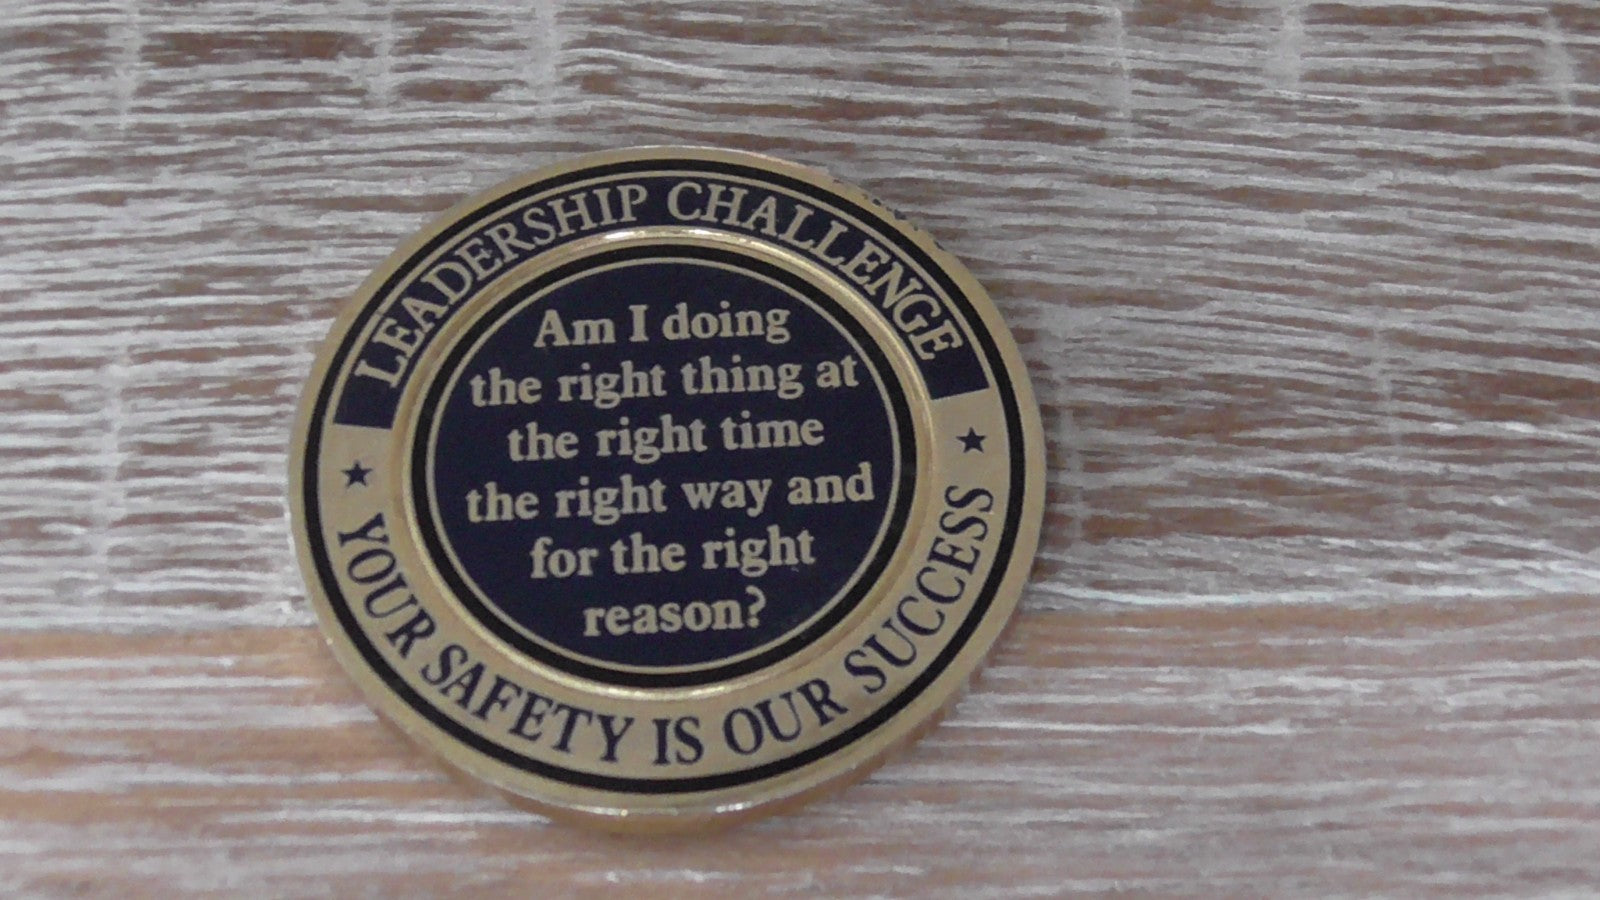 LEADERSHIP CHALLENGE
Am I doing
the right thing at
the right time
the right way and
for the right
reason?
YOUR SAFETY IS OUR SUCCESS